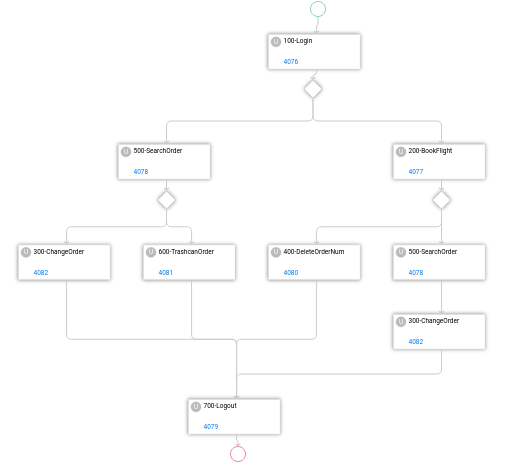 U 100-Login
4076
U 500-SearchOrder
4078
U 200-BookFlight
4077
U 300-ChangeOrder
4082
U 600-TrashcanOrder
4081
U 400-DeleteOrderNum
4080
U 500-SearchOrder
4078
U 300-ChangeOrder
4082
U 700-Logout
4079